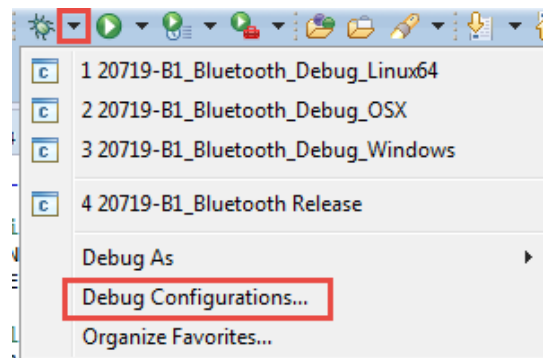 1 20719-B1_Bluetooth_Debug_Linux64
2 20719-B1_Bluetooth_Debug_OSX
3 20719-B1_Bluetooth_Debug_Windows
4 20719-B1_Bluetooth Release
Debug As
Debug Configurations...
Organize Favorites...